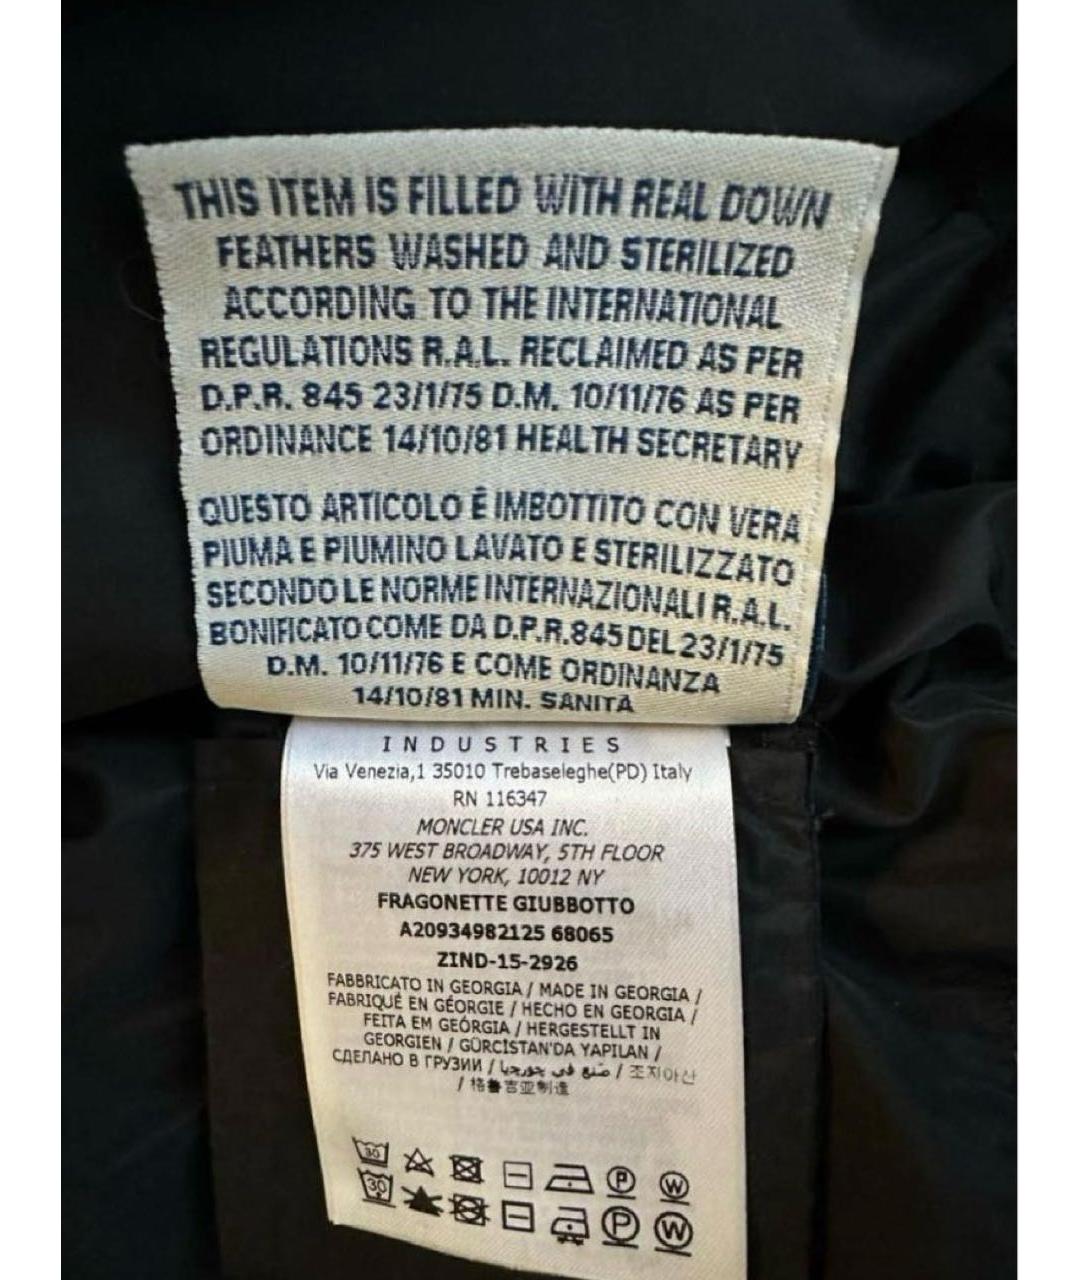 THIS ITEM IS FILLED WITH REAL DOWN
FEATHERS WASHED AND STERILIZED
ACCORDING TO THE INTERNATIONAL
REGULATIONS R.A.L. RECLAIMED AS PER
D.P.R. 845 23/1/75 D.M. 10/11/76 AS PER
ORDINANCE 14/10/81 HEALTH SECRETARY
QUESTO ARTICOLO È IMBOTTITO CON VERA
PIUMA E PIUMINO LAVATO E STERILIZZATO
SECONDO LE NORME INTERNAZIONALI R.A.L.
BONIFICATO COME DA D.P.R.845 DEL 23/1/75
D.M. 10/11/76 E COME ORDINANZA
14/10/81 MIN. SANITÀ
INDUSTRIES
Via Venezia,1 35010 Trebaseleghe(PD) Italy
RN 116347
MONCLER USA INC.
375 WEST BROADWAY, 5TH FLOOR
NEW YORK, 10012 NY
FRAGONETTE GIUBBOTTO
A20934982125 68065
ZIND-15-2926
FABBRICATO IN GEORGIA / MADE IN GEORGIA /
FABRIQUÉ EN GÉORGIE / HECHO EN GEORGIA /
FEITA EM GEÓRGIA / HERGESTELLT IN
GEORGIEN / GÜRCİSTAN'DA YAPILAN /
СДЕЛАНО В ГРУЗИИ / صنع في جورجيا / 조지아산
/ 格鲁吉亚制造
30
P
W
30
P
W